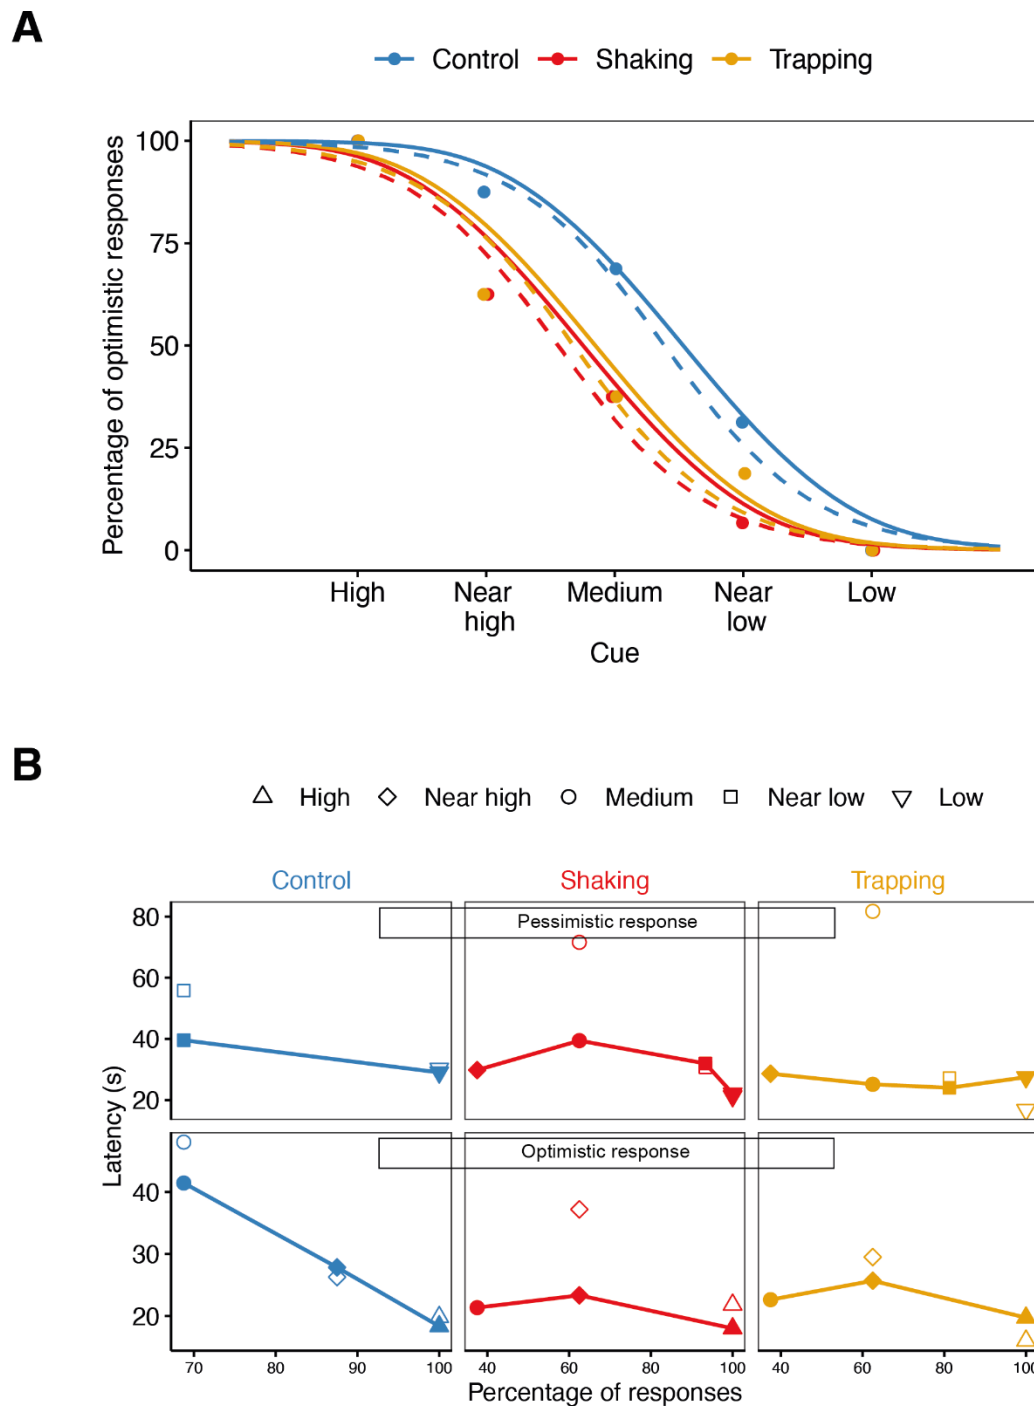 A
Control Shaking Trapping
Percentage of optimistic responses
100
75
50
25
0
High Near high Medium Near low Low
Cue
B
High Near high Medium Near low Low
Control Shaking Trapping
Latency (s)
Pessimistic response
80
60
40
20
Optimistic response
40
30
20
70 80 90 100 40 60 80 100 40 60 80 100
Percentage of responses